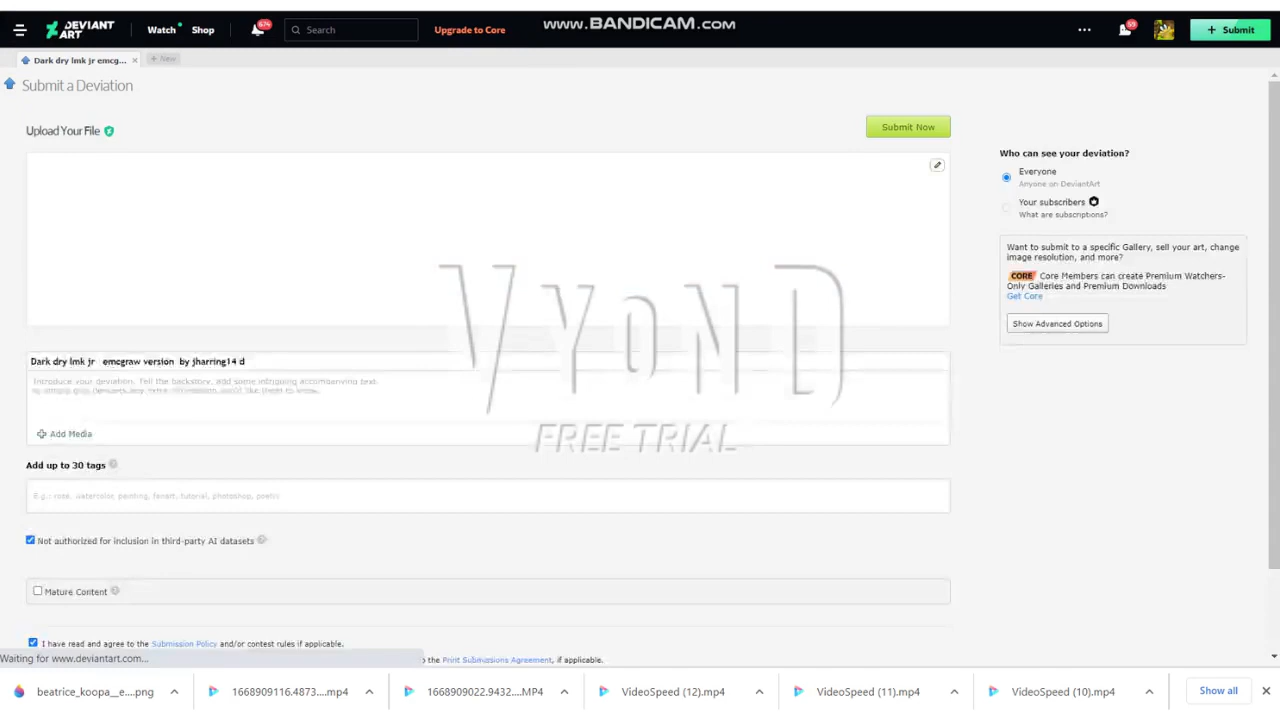 DEVIANT ART
Watch
Shop
674
Search
Upgrade to Core
www.BANDICAM.com
59
+ Submit
Dark dry lmk jr emcg...
+ New
Submit a Deviation
Upload Your File
Submit Now
Who can see your deviation?
Everyone
Anyone on DeviantArt
Your subscribers
What are subscriptions?
Want to submit to a specific Gallery, sell your art, change
image resolution, and more?
CORE Core Members can create Premium Watchers-
Only Galleries and Premium Downloads
Get Core
Show Advanced Options
VYOND
FREE TRIAL
Dark dry lmk jr emcgraw version by jharring14 d
Introduce your deviation. Tell the backstory, add some intriguing accompanying text.
Add Media
Add up to 30 tags
E.g.: rose, watercolor, painting, fanart, tutorial, photoshop, poetry
Not authorized for inclusion in third-party AI datasets
Mature Content
I have read and agree to the Submission Policy and/or contest rules if applicable.
Waiting for www.deviantart.com...
the Print Submissions Agreement, if applicable.
beatrice_koopa__e....png
1668909116.4873....mp4
1668909022.9432....MP4
VideoSpeed (12).mp4
VideoSpeed (11).mp4
VideoSpeed (10).mp4
Show all